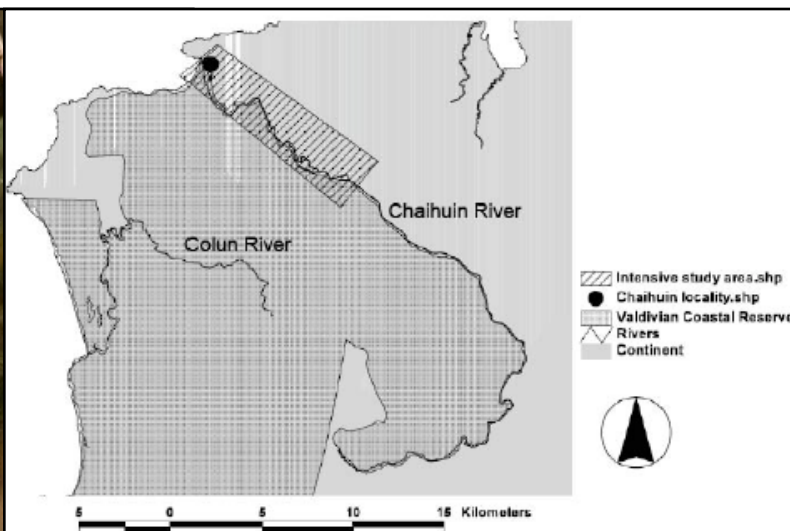 Chaihuin River
Colun River
Intensive study area.shp
Chaihuin locality.shp
Valdivian Coastal Reserve
Rivers
Continent
5 0 5 10 15 Kilometers